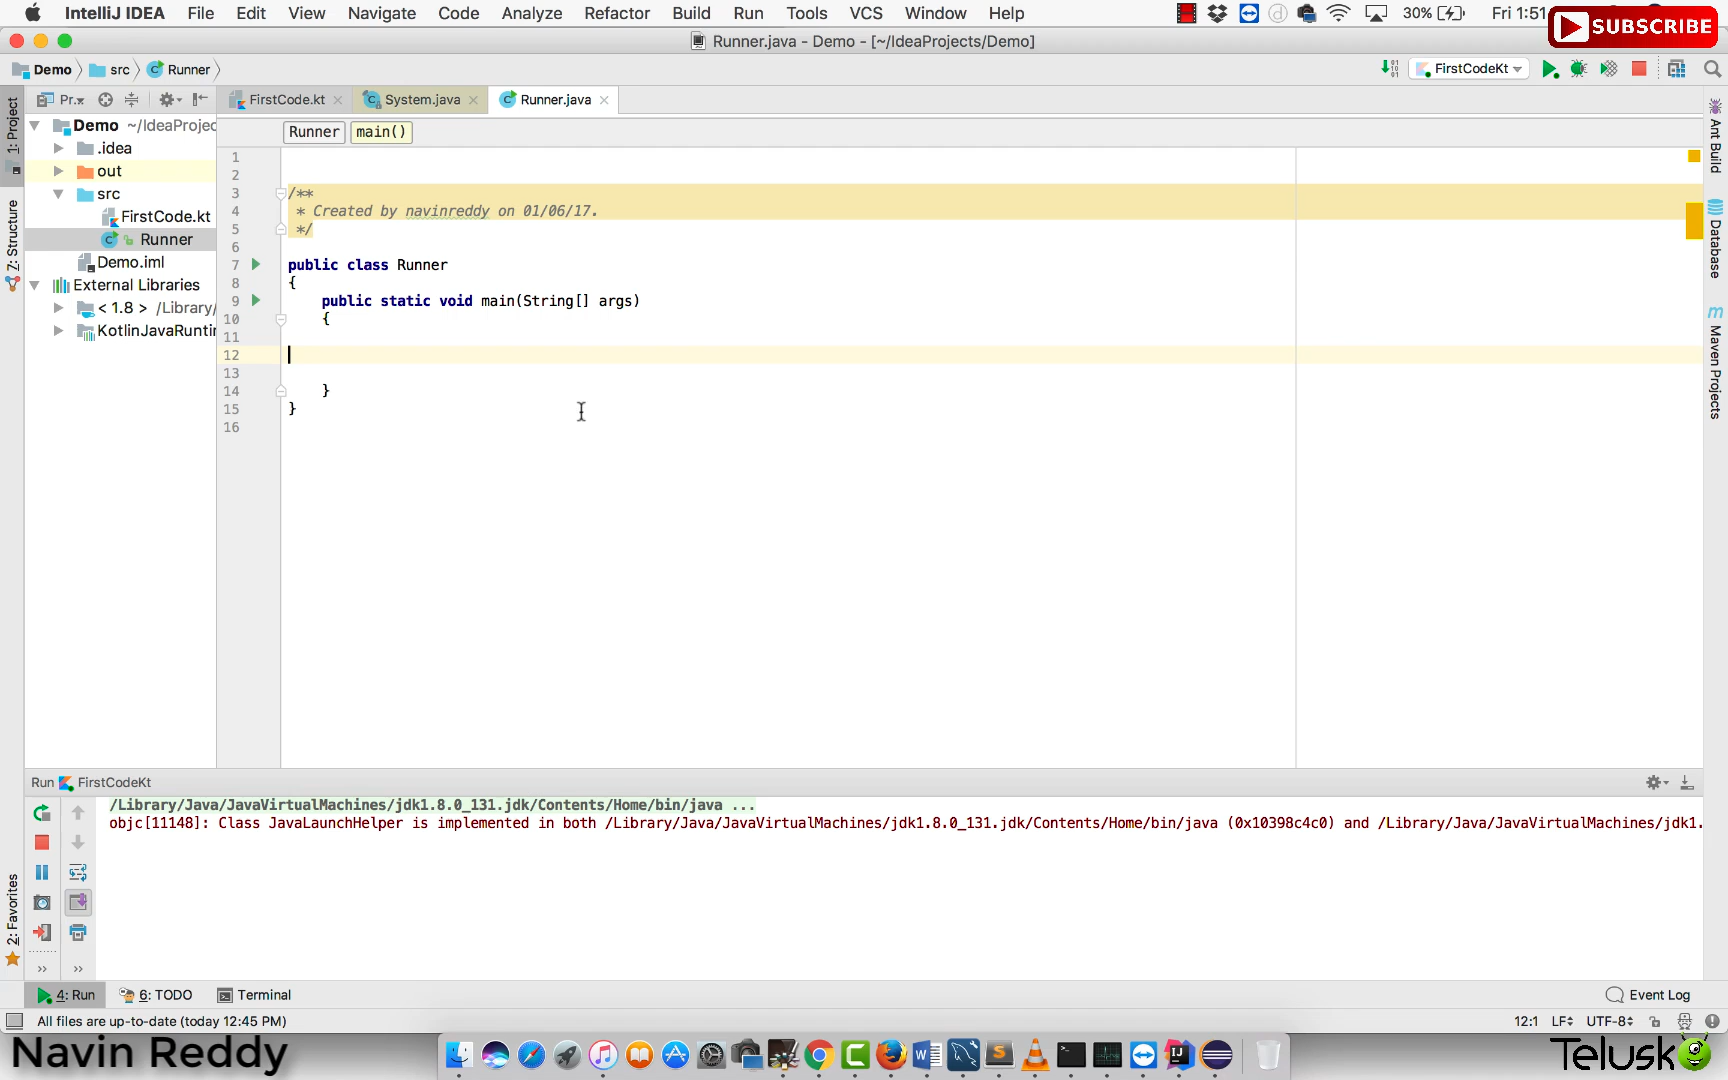 IntelliJ IDEA File Edit View Navigate Code Analyze Refactor Build Run Tools VCS Window Help 30% Fri 1:51
SUBSCRIBE
Runner.java - Demo - [~/IdeaProjects/Demo]
Demo src Runner FirstCodeKt
1: Project
Pr.. FirstCode.kt System.java Runner.java
Demo ~/IdeaProjec
.idea
out
src
FirstCode.kt
Runner
Demo.iml
External Libraries
< 1.8 > /Library/
KotlinJavaRuntir
Z: Structure
2: Favorites
Runner main()
1
2
3 /**
4 * Created by navinreddy on 01/06/17.
5 */
6
7 public class Runner
8 {
9 public static void main(String[] args)
10 {
11
12
13
14 }
15 }
16
Ant Build
Database
Maven Projects
Run FirstCodeKt
/Library/Java/JavaVirtualMachines/jdk1.8.0_131.jdk/Contents/Home/bin/java ...
objc[11148]: Class JavaLaunchHelper is implemented in both /Library/Java/JavaVirtualMachines/jdk1.8.0_131.jdk/Contents/Home/bin/java (0x10398c4c0) and /Library/Java/JavaVirtualMachines/jdk1.
4: Run 6: TODO Terminal Event Log
All files are up-to-date (today 12:45 PM) 12:1 LF UTF-8
Navin Reddy
Telusko